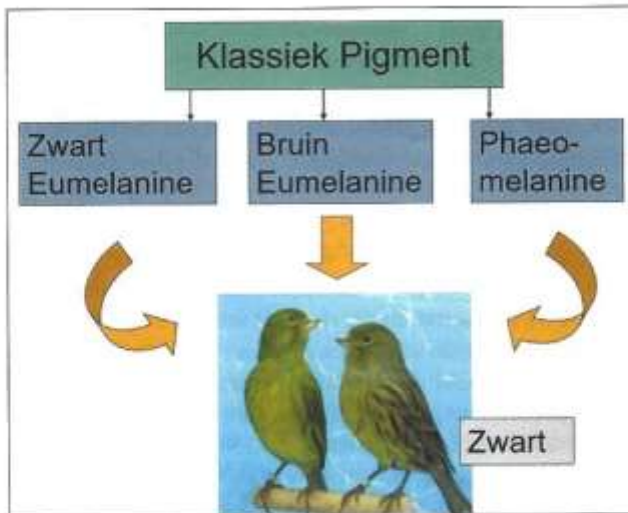 Klassiek Pigment
Zwart
Eumelanine
Bruin
Eumelanine
Phaeo-
melanine
Zwart